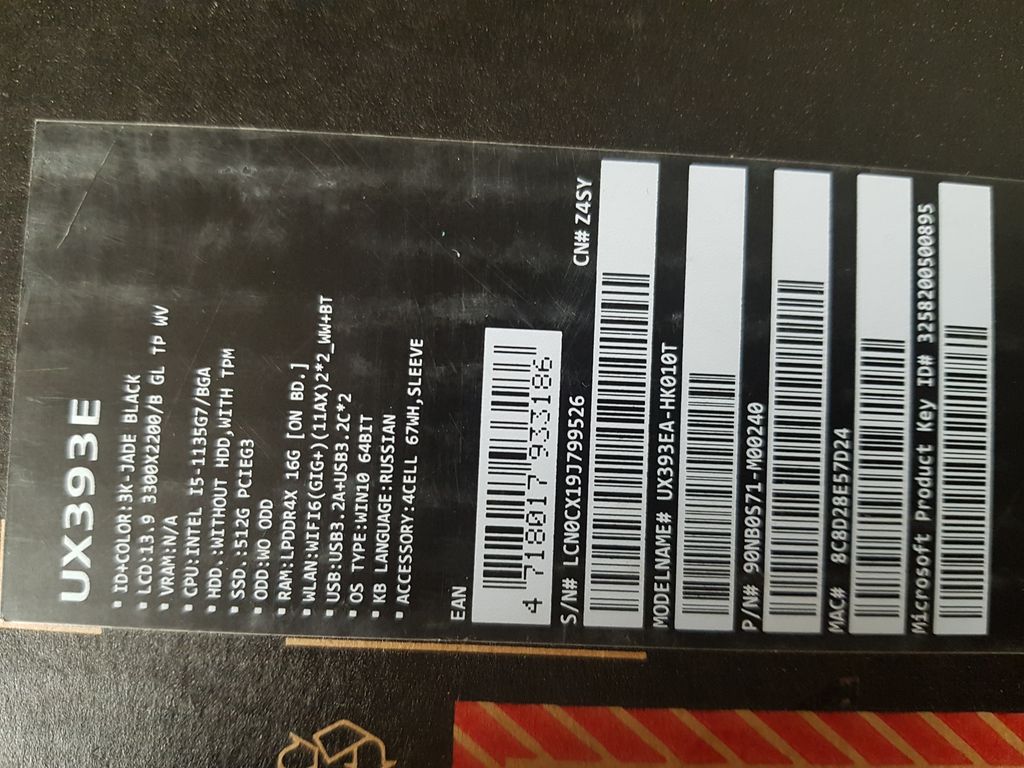 UX393E
▪ ID+COLOR:3K-JADE BLACK
▪ LCD:13.9 3300X2200/B GL TP WV
▪ VRAM:N/A
▪ CPU:INTEL I5-1135G7/BGA
▪ HDD.:WITHOUT HDD,WITH TPM
▪ SSD.:512G PCIEG3
▪ ODD:WO ODD
▪ RAM:LPDDR4X 16G [ON BD.]
▪ WLAN:WIFI6(GIG+)(11AX)2*2_WW+BT
▪ USB:USB3.2A+USB3.2C*2
▪ OS TYPE:WIN10 64BIT
▪ KB LANGUAGE:RUSSIAN
▪ ACCESSORY:4CELL 67WH,SLEEVE
EAN
4 718017 933186
S/N# LCN0CX19J799526 CN# Z4SY
MODELNAME# UX393EA-HK010T
P/N# 90NB0S71-M00240
MAC# 8C8D28E57D24
Microsoft Product Key ID# 3258200500895